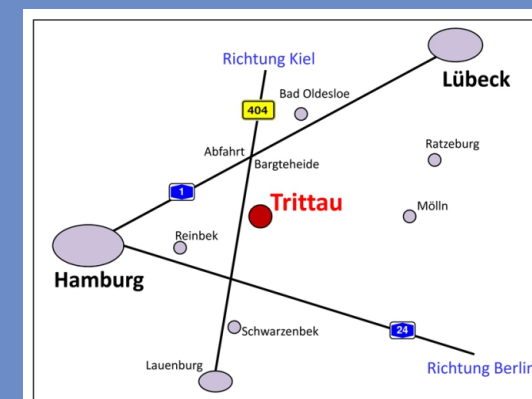 Richtung Kiel
Lübeck
Bad Oldesloe
404
Ratzeburg
Abfahrt
Bargteheide
1
Trittau
Mölln
Reinbek
Hamburg
Schwarzenbek
24
Lauenburg
Richtung Berlin